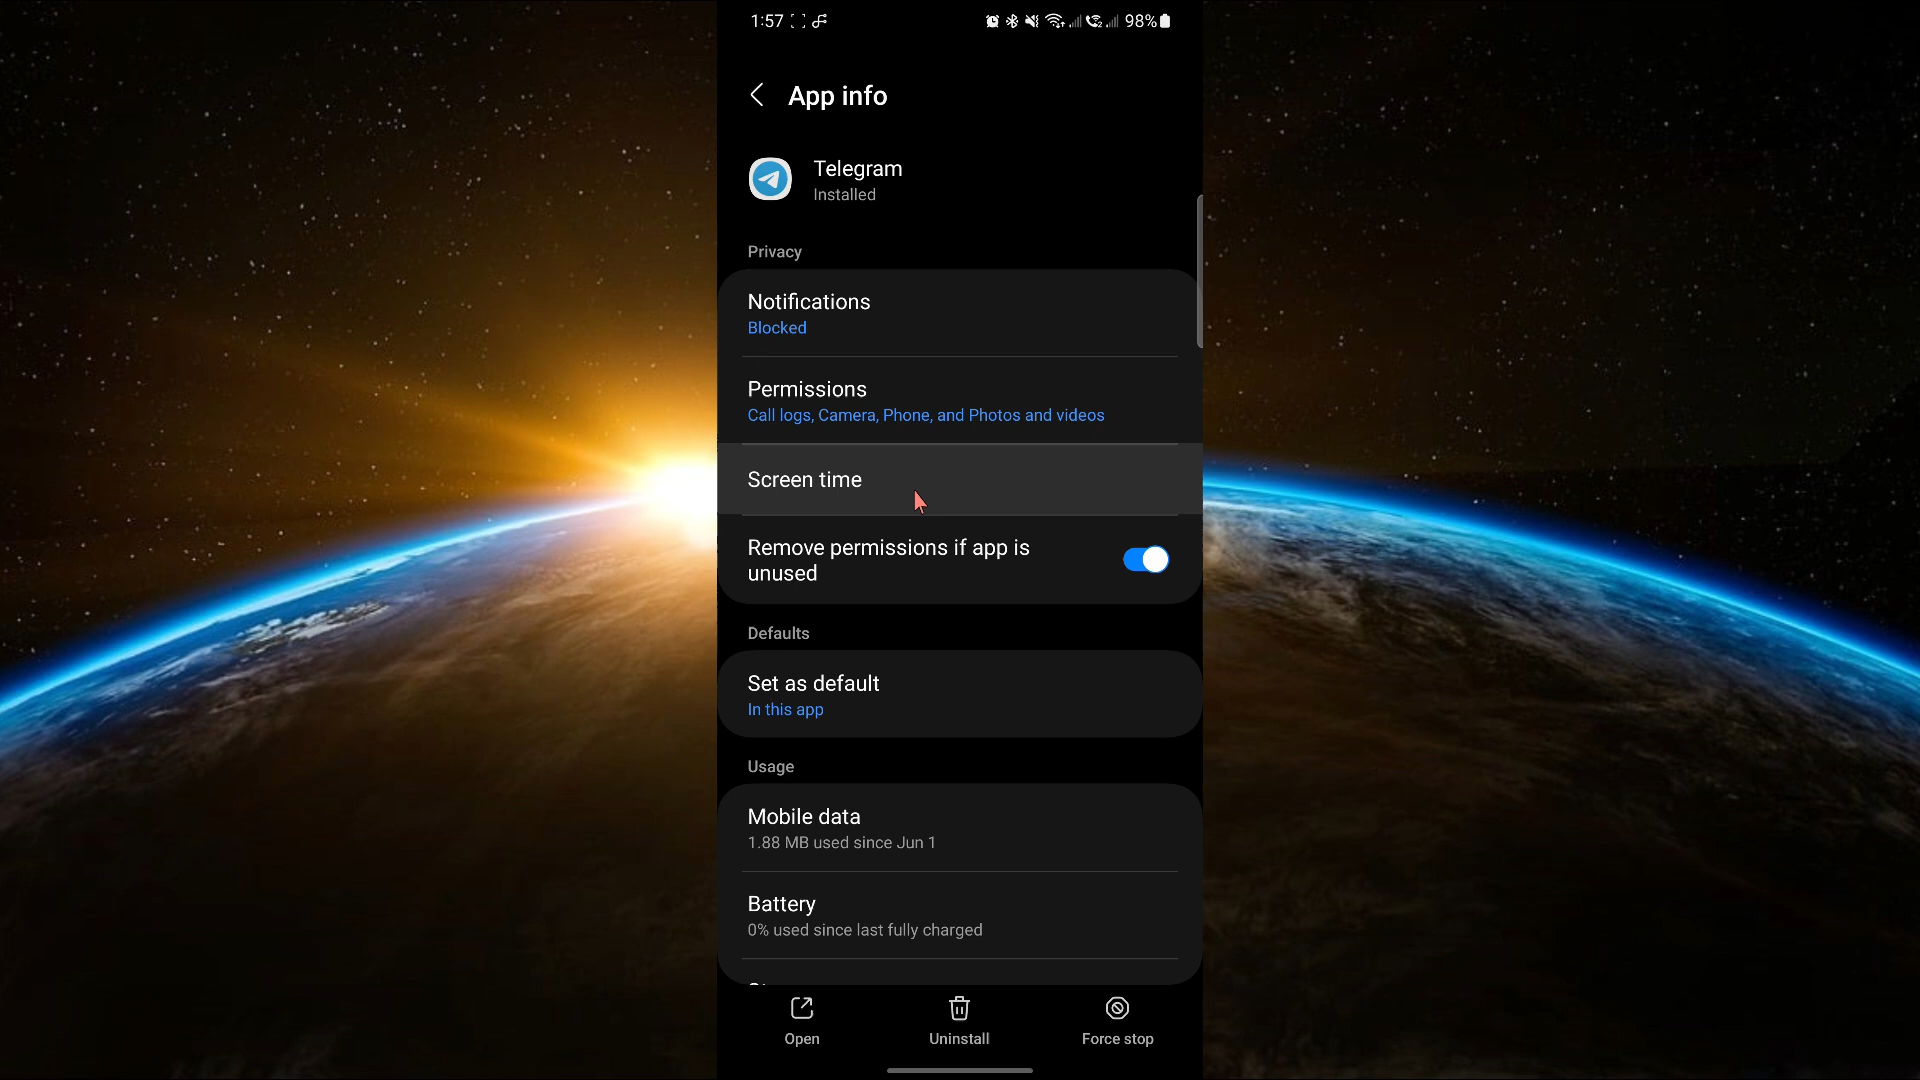 1:57
98%
App info
Telegram
Installed
Privacy
Notifications
Blocked
Permissions
Call logs, Camera, Phone, and Photos and videos
Screen time
Remove permissions if app is
unused
Defaults
Set as default
In this app
Usage
Mobile data
1.88 MB used since Jun 1
Battery
0% used since last fully charged
Open
Uninstall
Force stop